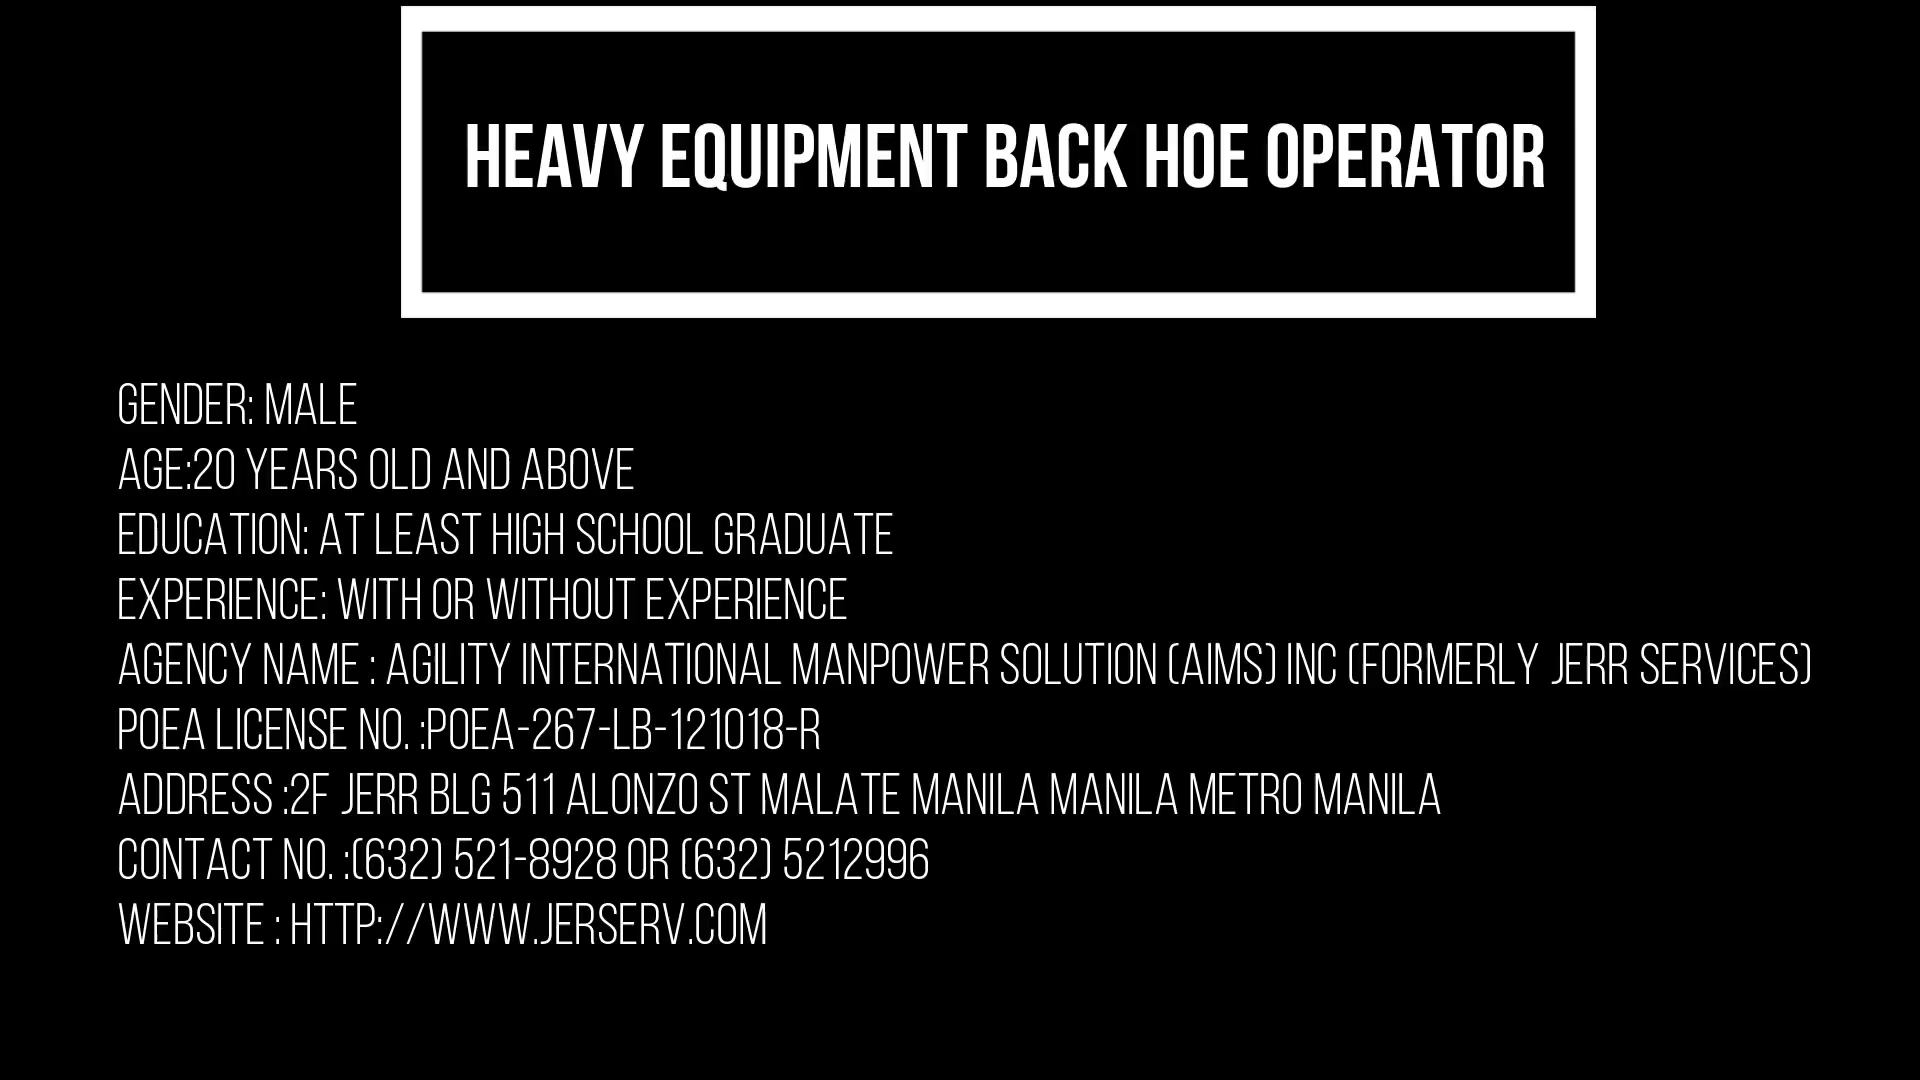 HEAVY EQUIPMENT BACK HOE OPERATOR
GENDER: MALE
AGE:20 YEARS OLD AND ABOVE
EDUCATION: AT LEAST HIGH SCHOOL GRADUATE
EXPERIENCE: WITH OR WITHOUT EXPERIENCE
AGENCY NAME : AGILITY INTERNATIONAL MANPOWER SOLUTION (AIMS) INC (FORMERLY JERR SERVICES)
POEA LICENSE NO. :POEA-267-LB-121018-R
ADDRESS :2F JERR BLG 511 ALONZO ST MALATE MANILA MANILA METRO MANILA
CONTACT NO. :(632) 521-8928 OR (632) 5212996
WEBSITE : HTTP://WWW.JERSERV.COM